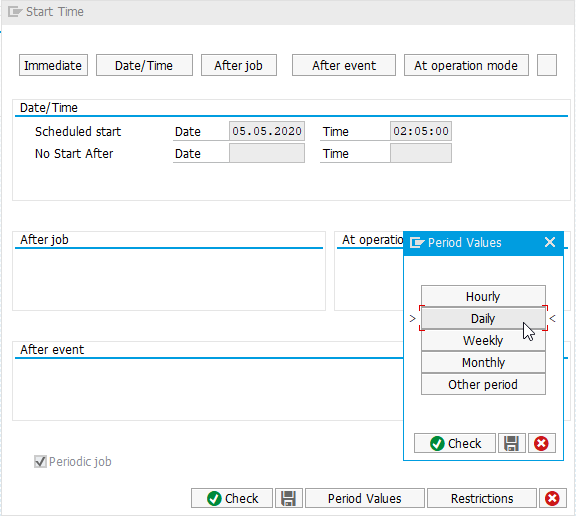 Start Time
Immediate Date/Time After job After event At operation mode
Date/Time
Scheduled start Date 05.05.2020 Time 02:05:00
No Start After Date Time
After job
At operatio
Period Values
Hourly
> Daily <
Weekly
Monthly
Other period
Check
After event
Periodic job
Check Period Values Restrictions